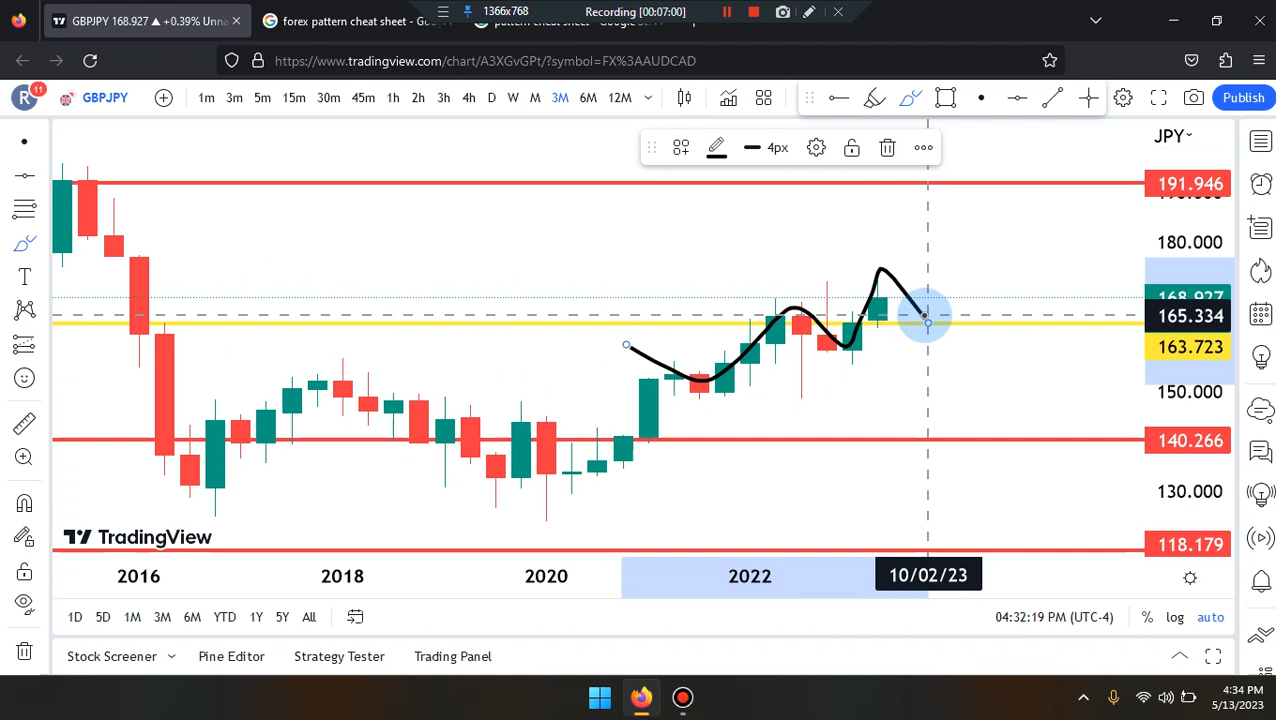 GBPJPY 168.927 ▲ +0.39% Unna
forex pattern cheat sheet - Goo
1366x768
Recording [00:07:00]
https://www.tradingview.com/chart/A3XGvGPt/?symbol=FX%3AAUDCAD
R
11
GBPJPY
1m 3m 5m 15m 30m 45m 1h 2h 3h 4h D W M 3M 6M 12M
Publish
4px
JPY
191.946
180.000
168.927
165.334
163.723
150.000
140.266
130.000
118.179
TradingView
2016 2018 2020 2022 10/02/23
1D 5D 1M 3M 6M YTD 1Y 5Y All
04:32:19 PM (UTC-4)
% log auto
Stock Screener
Pine Editor
Strategy Tester
Trading Panel
4:34 PM
5/13/2023